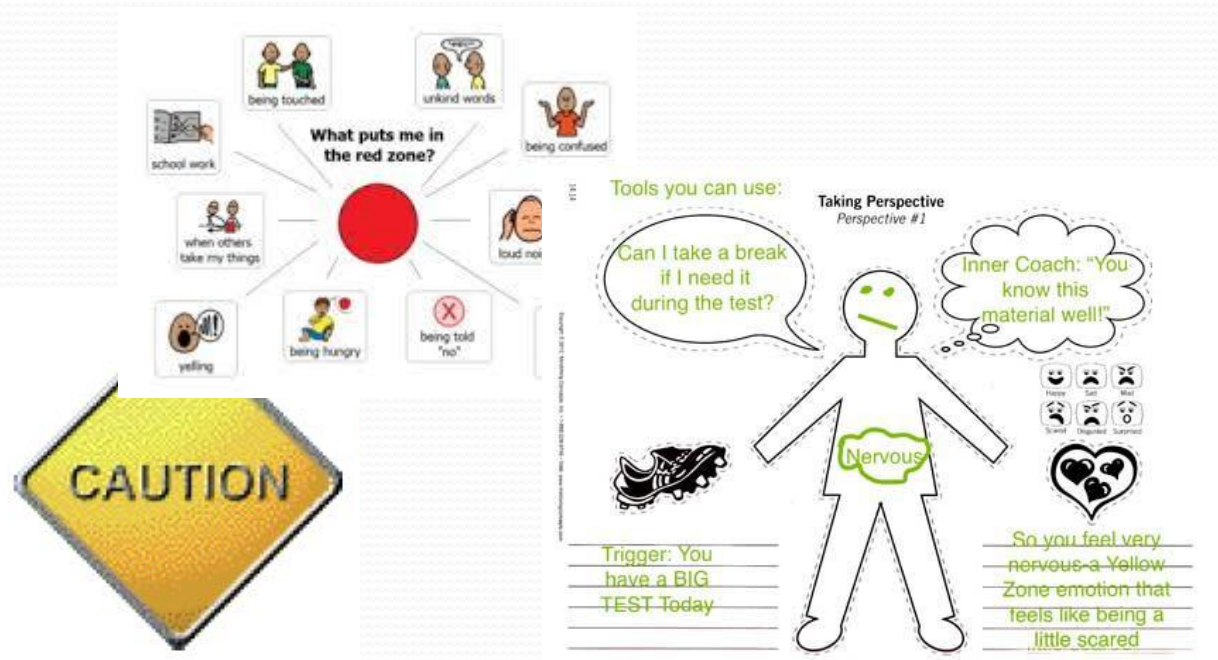 being touched
unkind words
being confused
school work
What puts me in
the red zone?
when others
take my things
loud noi
yelling
being hungry
being told
"no"
CAUTION
Tools you can use:
Taking Perspective
Perspective #1
Can I take a break
if I need it
during the test?
Inner Coach: "You
know this
material well!"
Happy Sad Mad
Scared Disgusted Surprised
Nervous
Trigger: You
have a BIG
TEST Today
So you feel very
nervous-a Yellow
Zone emotion that
feels like being a
little scared